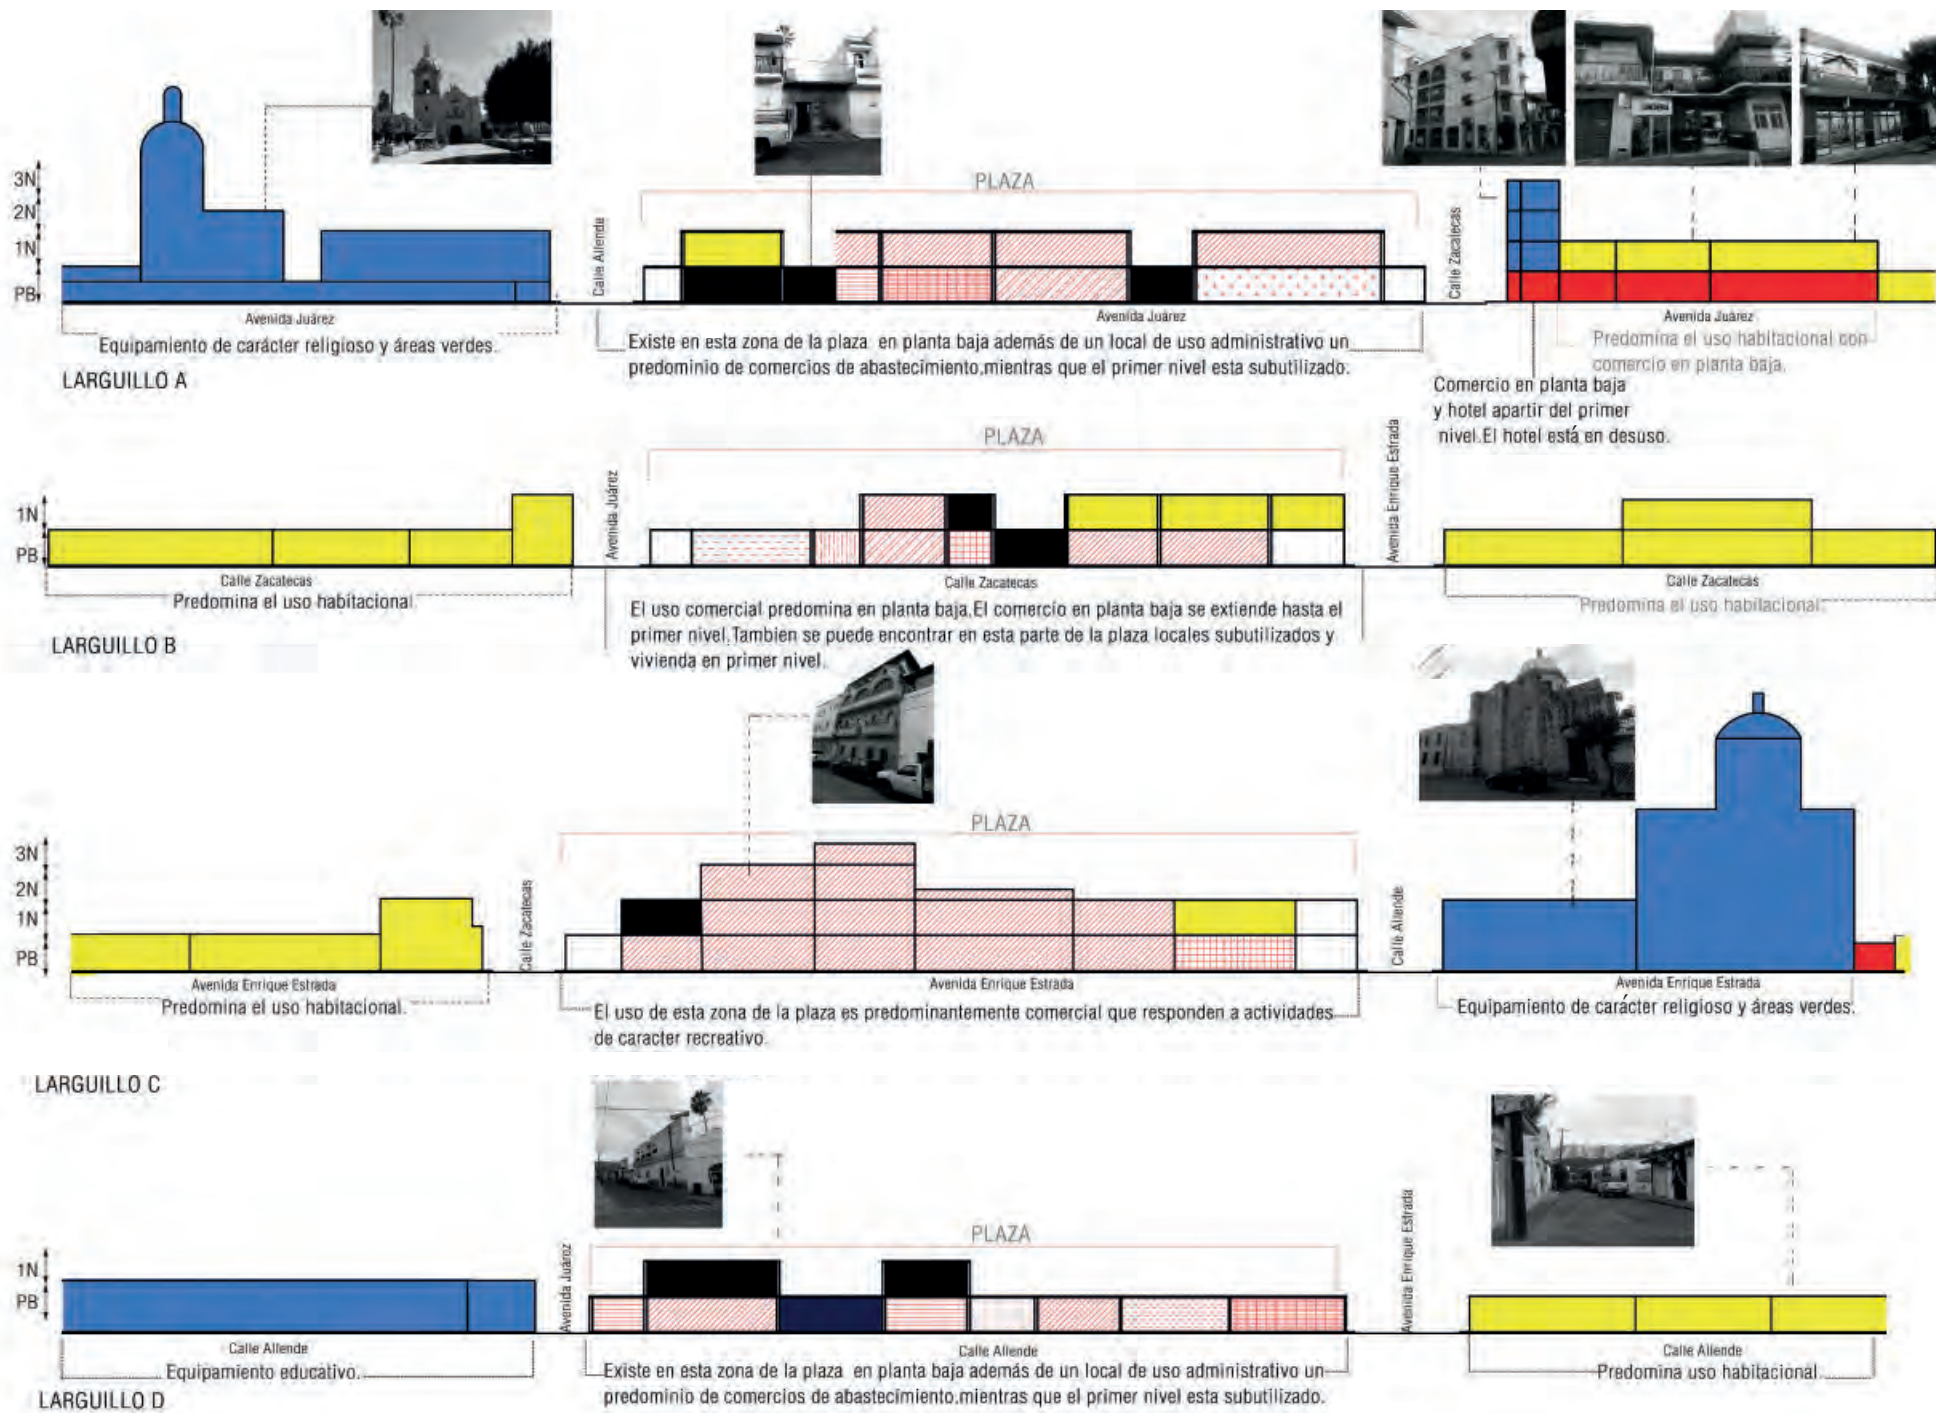 PLAZA
3N
2N
1N
PB
Calle Allende
Calle Zacatecas
Avenida Juárez
Avenida Juárez
Avenida Juárez
Equipamiento de carácter religioso y áreas verdes.
Existe en esta zona de la plaza en planta baja además de un local de uso administrativo un
predominio de comercios de abastecimiento,mientras que el primer nivel esta subutilizado.
Predomina el uso habitacional con
comercio en planta baja.
LARGUILLO A
Comercio en planta baja
y hotel apartir del primer
nivel.El hotel está en desuso.
PLAZA
1N
PB
Avenida Juárez
Avenida Enrique Estrada
Calle Zacatecas
Calle Zacatecas
Calle Zacatecas
Predomina el uso habitacional.
El uso comercial predomina en planta baja.El comercio en planta baja se extiende hasta el
primer nivel.Tambien se puede encontrar en esta parte de la plaza locales subutilizados y
vivienda en primer nivel.
Predomina el uso habitacional.
LARGUILLO B
PLAZA
3N
2N
1N
PB
Calle Zacatecas
Calle Allende
Avenida Enrique Estrada
Avenida Enrique Estrada
Avenida Enrique Estrada
Predomina el uso habitacional.
El uso de esta zona de la plaza es predominantemente comercial que responden a actividades
de caracter recreativo.
Equipamiento de carácter religioso y áreas verdes.
LARGUILLO C
PLAZA
1N
PB
Avenida Juárez
Avenida Enrique Estrada
Calle Allende
Calle Allende
Calle Allende
Equipamiento educativo.
Existe en esta zona de la plaza en planta baja además de un local de uso administrativo un
predominio de comercios de abastecimiento,mientras que el primer nivel esta subutilizado.
Predomina uso habitacional
LARGUILLO D